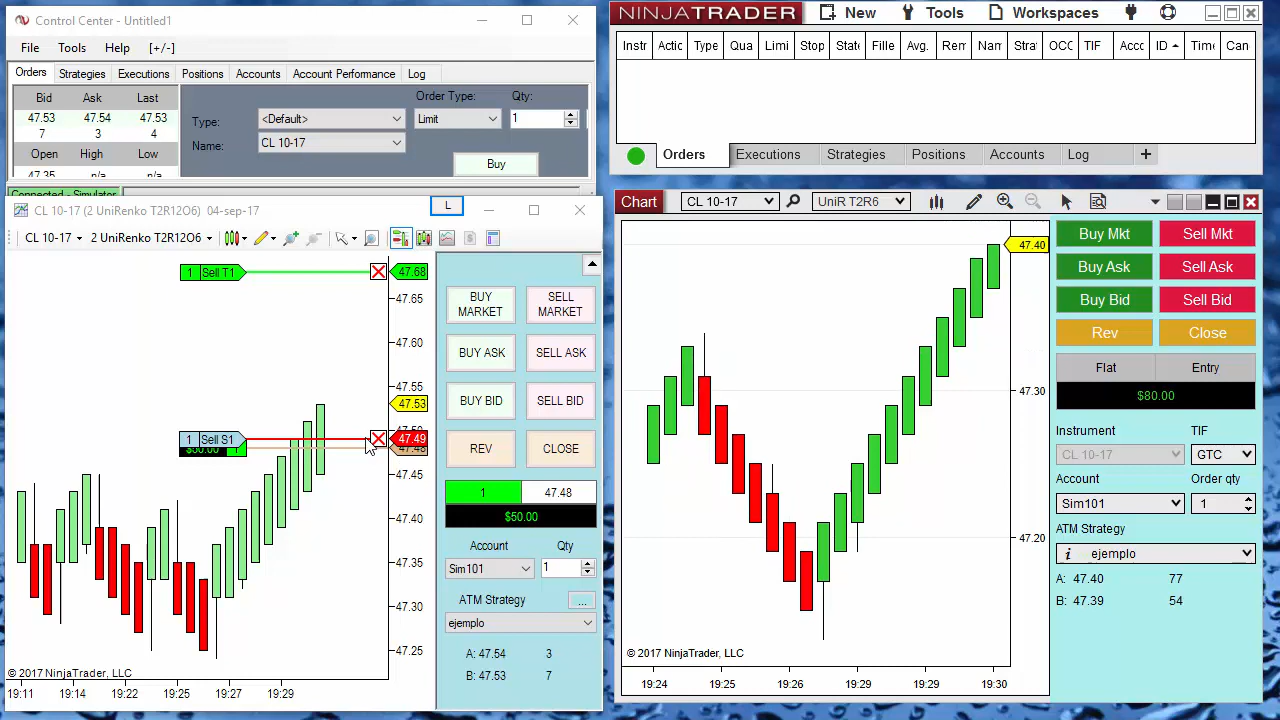 Control Center - Untitled1
File Tools Help [+/-]
Orders Strategies Executions Positions Accounts Account Performance Log
Bid Ask Last
47.53 47.54 47.53
7 3 4
Open High Low
47.35 n/a n/a
Order Type: Qty:
Type: <Default> Limit 1
Name: CL 10-17
Buy
Connected - Simulator
CL 10-17 (2 UniRenko T2R12O6) 04-sep-17
L
CL 10-17 2 UniRenko T2R12O6
1 Sell T1
47.68
47.65
47.60
47.55
47.53
1 Sell S1
47.49
$50.00 1
47.48
47.45
47.40
47.35
47.30
47.25
© 2017 NinjaTrader, LLC
19:11 19:14 19:22 19:25 19:27 19:29
BUY MARKET
SELL MARKET
BUY ASK SELL ASK
BUY BID SELL BID
REV CLOSE
1 47.48
$50.00
Account Qty
Sim101 1
ATM Strategy ...
ejemplo
A: 47.54 3
B: 47.53 7
NINJATRADER New Tools Workspaces
Instr Actic Type Qua Limi Stop State Fille Avg. Rem Nam Stra OCC TIF Accc ID Time Can
Orders Executions Strategies Positions Accounts Log +
Chart CL 10-17 UniR T2R6
47.40
47.30
47.20
© 2017 NinjaTrader, LLC
19:24 19:25 19:26 19:29 19:29 19:30
Buy Mkt Sell Mkt
Buy Ask Sell Ask
Buy Bid Sell Bid
Rev Close
Flat Entry
$80.00
Instrument TIF
CL 10-17 GTC
Account Order qty
Sim101 1
ATM Strategy
i ejemplo
A: 47.40 77
B: 47.39 54